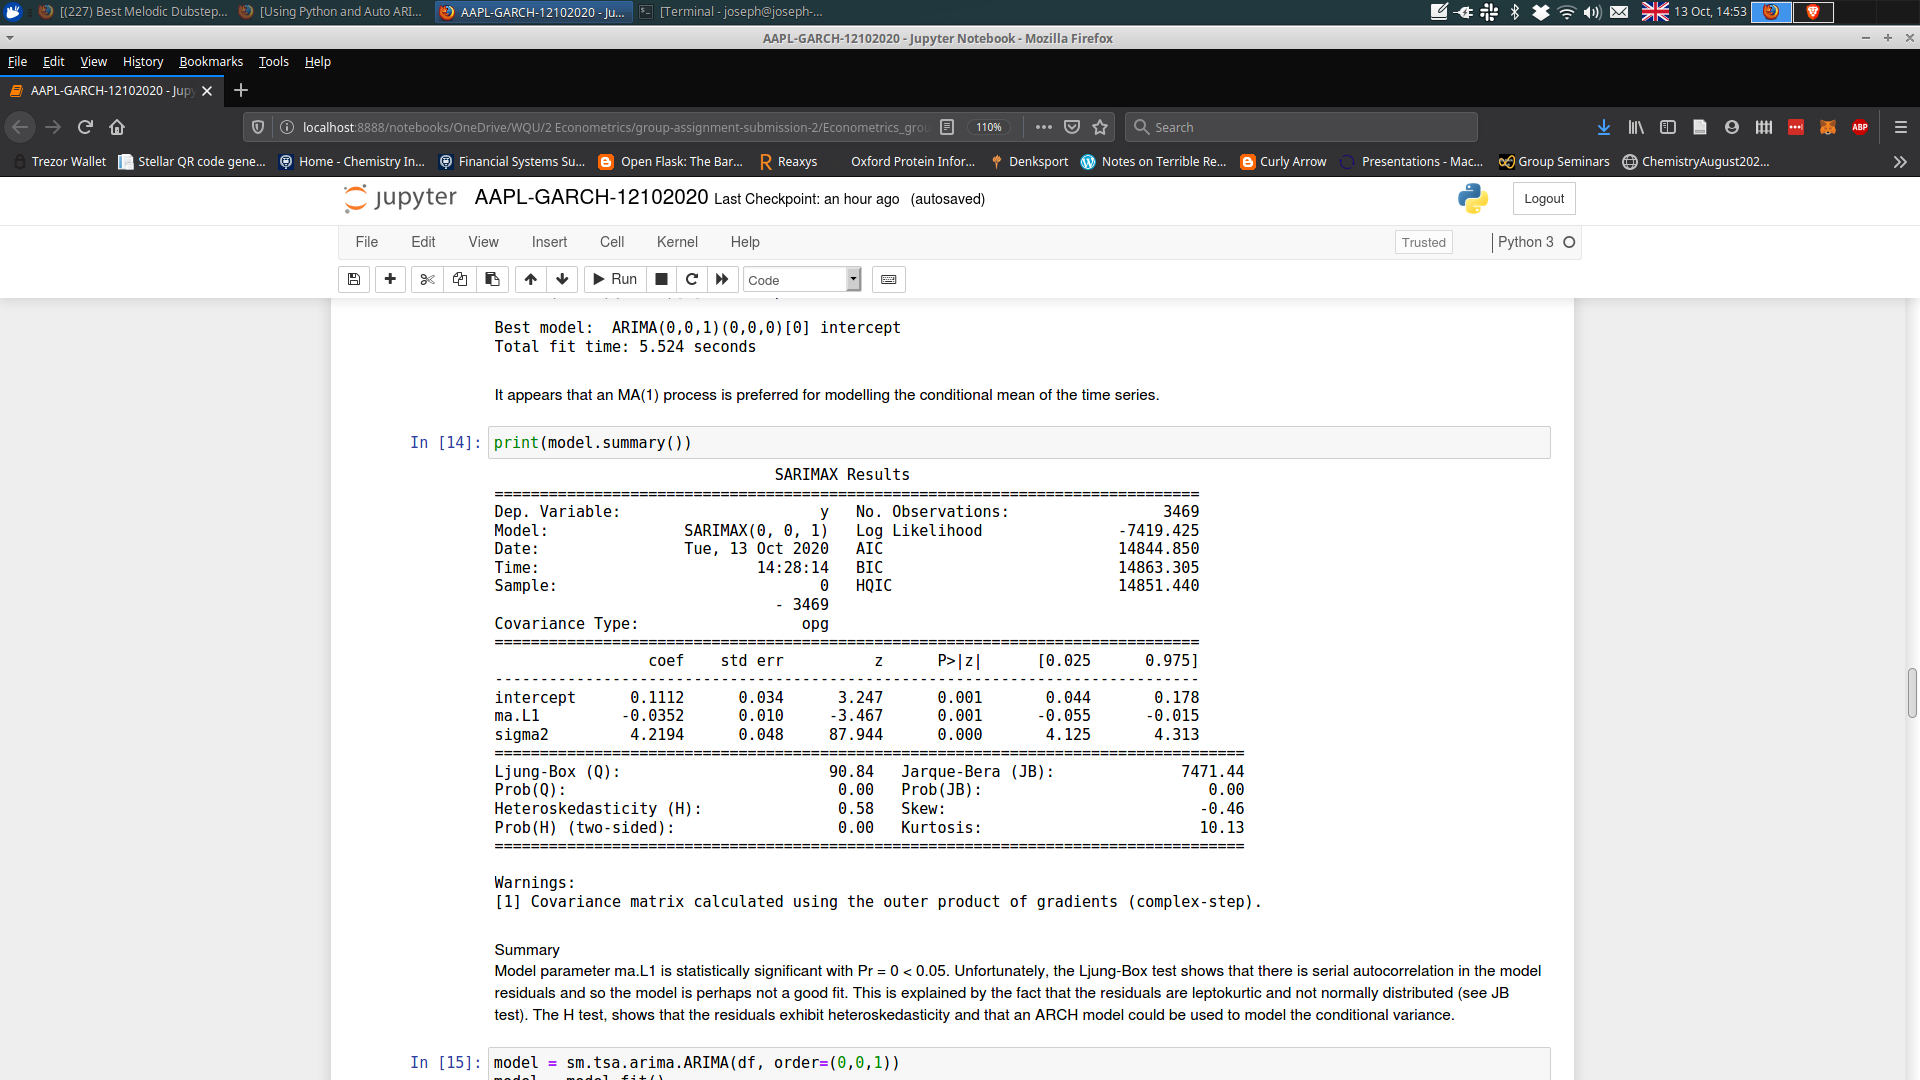 [(227) Best Melodic Dubstep...
[Using Python and Auto ARI...
AAPL-GARCH-12102020 - Ju...
[Terminal - joseph@joseph-...
13 Oct, 14:53
AAPL-GARCH-12102020 - Jupyter Notebook - Mozilla Firefox
File Edit View History Bookmarks Tools Help
AAPL-GARCH-12102020 - Jupy
localhost:8888/notebooks/OneDrive/WQU/2 Econometrics/group-assignment-submission-2/Econometrics_grou
110%
Search
ABP
Trezor Wallet
Stellar QR code gene...
Home - Chemistry In...
Financial Systems Su...
Open Flask: The Bar...
Reaxys
Oxford Protein Infor...
Denksport
Notes on Terrible Re...
Curly Arrow
Presentations - Mac...
Group Seminars
ChemistryAugust202...
jupyter AAPL-GARCH-12102020 Last Checkpoint: an hour ago (autosaved)
Logout
File Edit View Insert Cell Kernel Help
Trusted
Python 3
Run
Code
Best model:  ARIMA(0,0,1)(0,0,0)[0] intercept
Total fit time: 5.524 seconds
It appears that an MA(1) process is preferred for modelling the conditional mean of the time series.
In [14]: print(model.summary())
SARIMAX Results
==============================================================================
Dep. Variable: y No. Observations: 3469
Model: SARIMAX(0, 0, 1) Log Likelihood -7419.425
Date: Tue, 13 Oct 2020 AIC 14844.850
Time: 14:28:14 BIC 14863.305
Sample: 0 HQIC 14851.440
- 3469
Covariance Type: opg
==============================================================================
coef std err z P>|z| [0.025 0.975]
------------------------------------------------------------------------------
intercept 0.1112 0.034 3.247 0.001 0.044 0.178
ma.L1 -0.0352 0.010 -3.467 0.001 -0.055 -0.015
sigma2 4.2194 0.048 87.944 0.000 4.125 4.313
===================================================================================
Ljung-Box (Q): 90.84 Jarque-Bera (JB): 7471.44
Prob(Q): 0.00 Prob(JB): 0.00
Heteroskedasticity (H): 0.58 Skew: -0.46
Prob(H) (two-sided): 0.00 Kurtosis: 10.13
===================================================================================
Warnings:
[1] Covariance matrix calculated using the outer product of gradients (complex-step).
Summary
Model parameter ma.L1 is statistically significant with Pr = 0 < 0.05. Unfortunately, the Ljung-Box test shows that there is serial autocorrelation in the model
residuals and so the model is perhaps not a good fit. This is explained by the fact that the residuals are leptokurtic and not normally distributed (see JB
test). The H test, shows that the residuals exhibit heteroskedasticity and that an ARCH model could be used to model the conditional variance.
In [15]: model = sm.tsa.arima.ARIMA(df, order=(0,0,1))
model = model.fit()